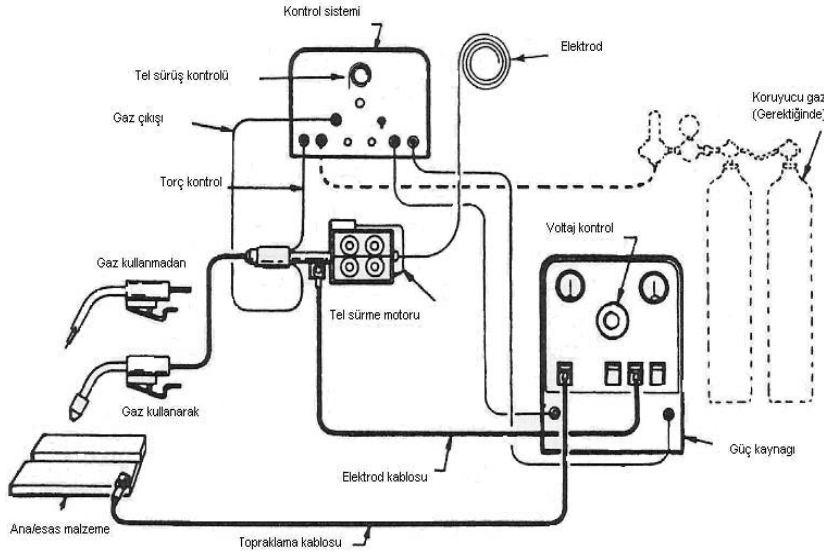 Kontrol sistemi
Elektrod
Tel sürüş kontrolü
Gaz çıkışı
Koruyucu gaz
(Gerektiğinde)
Torç kontrol
Voltaj kontrol
Gaz kullanmadan
Tel sürme motoru
Gaz kullanarak
Güç kaynagı
Elektrod kablosu
Ana/esas malzeme
Topraklama kablosu